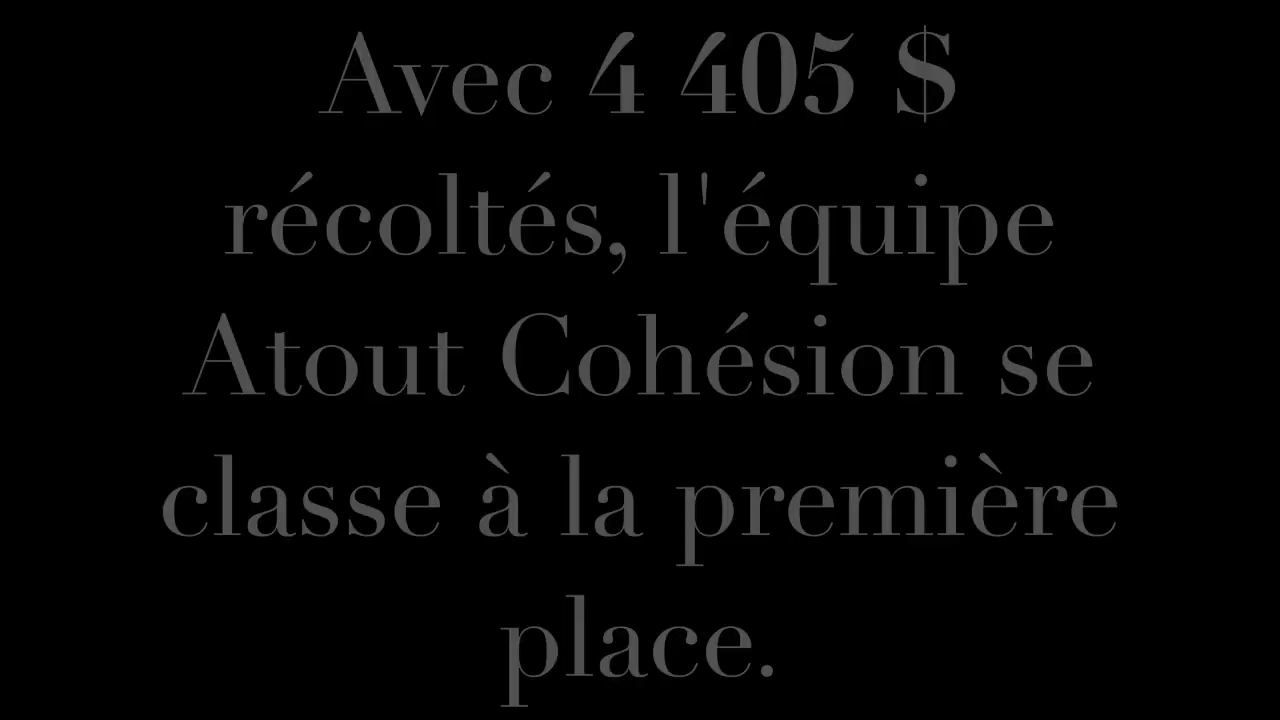 Avec 4 405 $
récoltés, l'équipe
Atout Cohésion se
classe à la première
place.